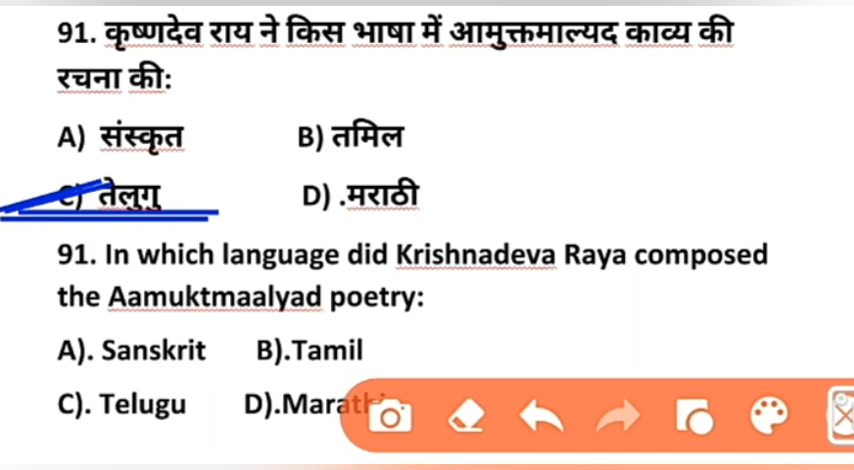 91. कृष्णदेव राय ने किस भाषा में आमुक्तमाल्यद काव्य की
रचना की:
A) संस्कृत B) तमिल
C) तेलुगु D) .मराठी
91. In which language did Krishnadeva Raya composed
the Aamuktmaalyad poetry:
A). Sanskrit B).Tamil
C). Telugu D).Marathi